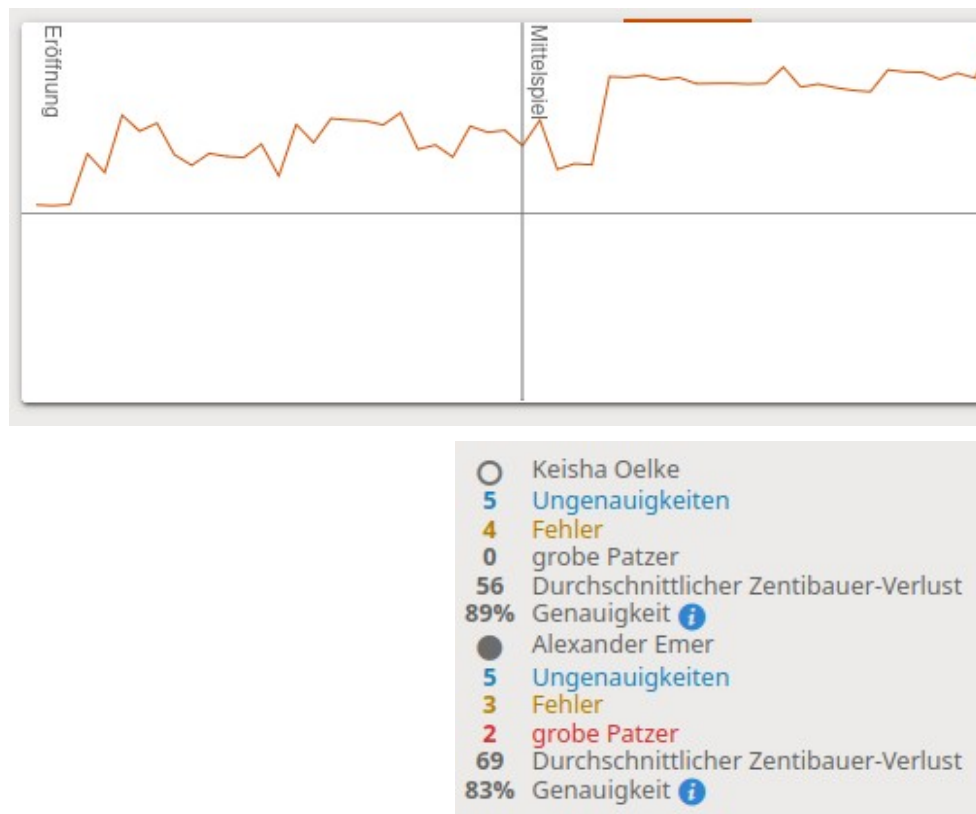 Eröffnung
Mittelspiel
Keisha Oelke
5 Ungenauigkeiten
4 Fehler
0 grobe Patzer
56 Durchschnittlicher Zentibauer-Verlust
89% Genauigkeit i
Alexander Emer
5 Ungenauigkeiten
3 Fehler
2 grobe Patzer
69 Durchschnittlicher Zentibauer-Verlust
83% Genauigkeit i